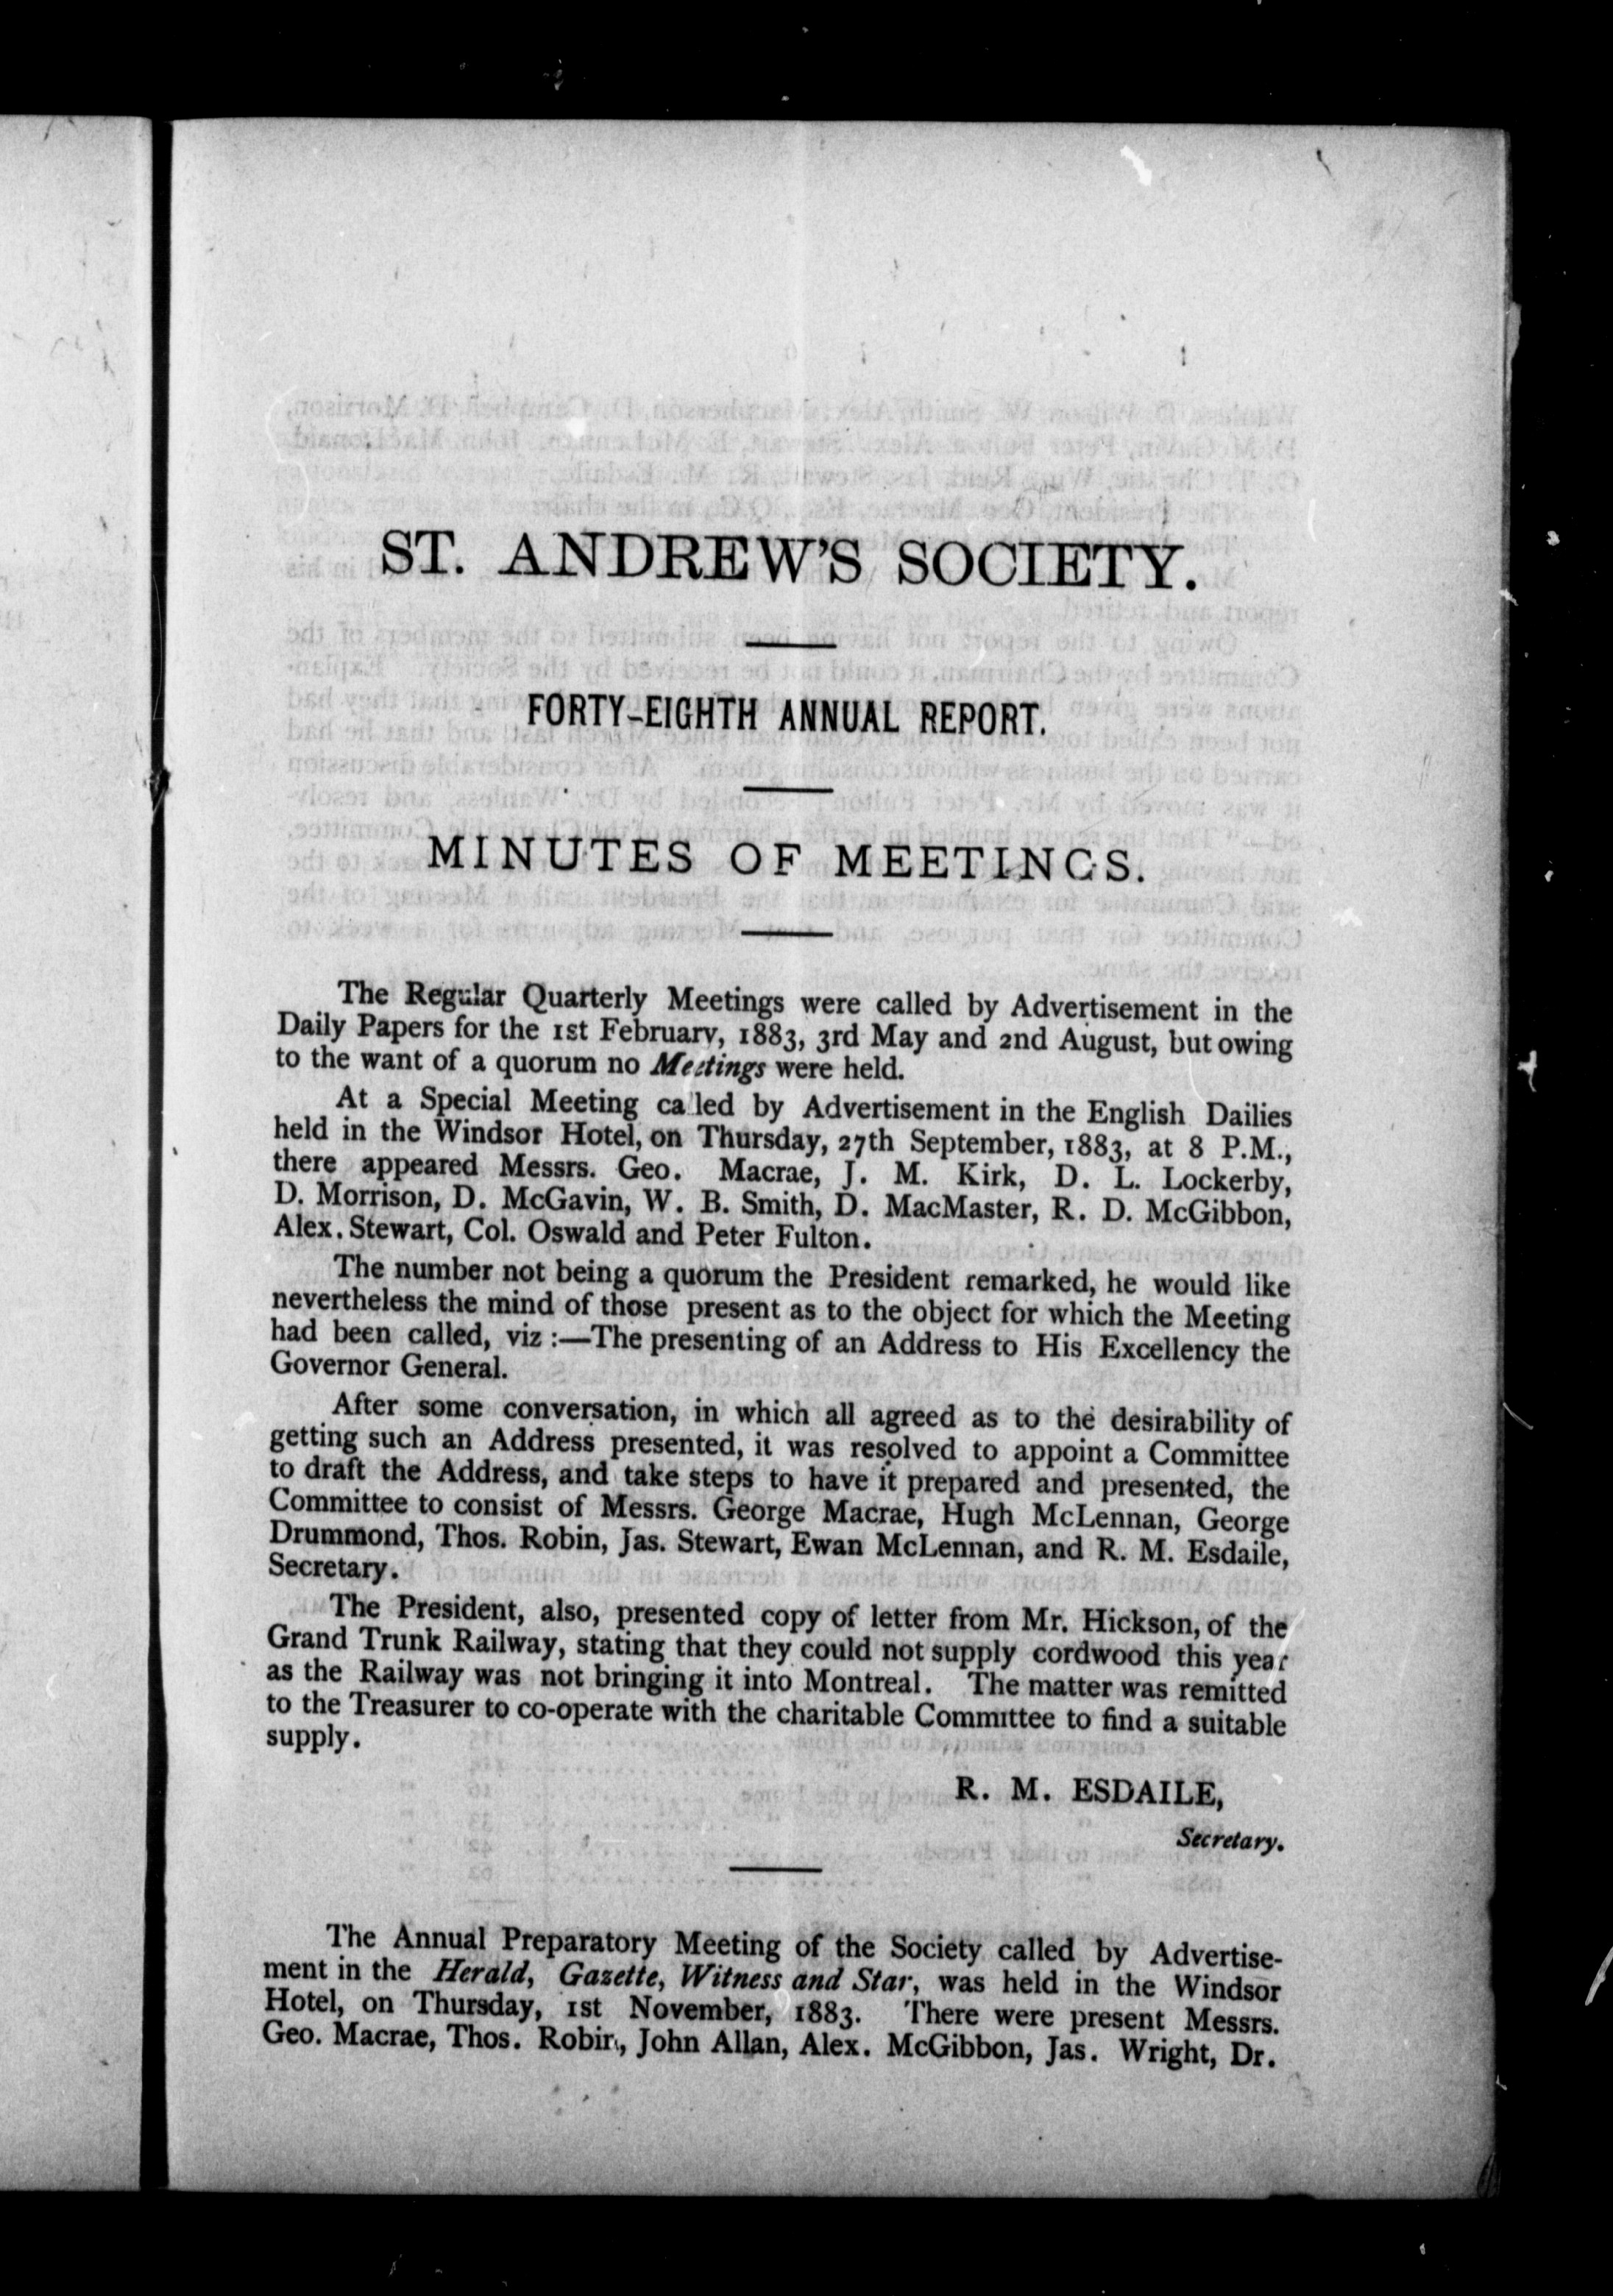 ST. ANDREW'S SOCIETY.
FORTY-EIGHTH ANNUAL REPORT.
MINUTES OF MEETINGS.
The Regular Quarterly Meetings were called by Advertisement in the
Daily Papers for the 1st February, 1883, 3rd May and 2nd August, but owing
to the want of a quorum no Meetings were held.
At a Special Meeting ca led by Advertisement in the English Dailies
held in the Windsor Hotel, on Thursday, 27th September, 1883, at 8 P.M.,
there appeared Messrs. Geo. Macrae, J. M. Kirk, D. L. Lockerby,
D. Morrison, D. McGavin, W. B. Smith, D. MacMaster, R. D. McGibbon,
Alex. Stewart, Col. Oswald and Peter Fulton.
The number not being a quorum the President remarked, he would like
nevertheless the mind of those present as to the object for which the Meeting
had been called, viz :—The presenting of an Address to His Excellency the
Governor General.
After some conversation, in which all agreed as to the desirability of
getting such an Address presented, it was resolved to appoint a Committee
to draft the Address, and take steps to have it prepared and presented, the
Committee to consist of Messrs. George Macrae, Hugh McLennan, George
Drummond, Thos. Robin, Jas. Stewart, Ewan McLennan, and R. M. Esdaile,
Secretary.
The President, also, presented copy of letter from Mr. Hickson, of the
Grand Trunk Railway, stating that they could not supply cordwood this year
as the Railway was not bringing it into Montreal. The matter was remitted
to the Treasurer to co-operate with the charitable Committee to find a suitable
supply.
R. M. ESDAILE,
Secretary.
The Annual Preparatory Meeting of the Society called by Advertise-
ment in the Herald, Gazette, Witness and Star, was held in the Windsor
Hotel, on Thursday, 1st November, 1883. There were present Messrs.
Geo. Macrae, Thos. Robin, John Allan, Alex. McGibbon, Jas. Wright, Dr.